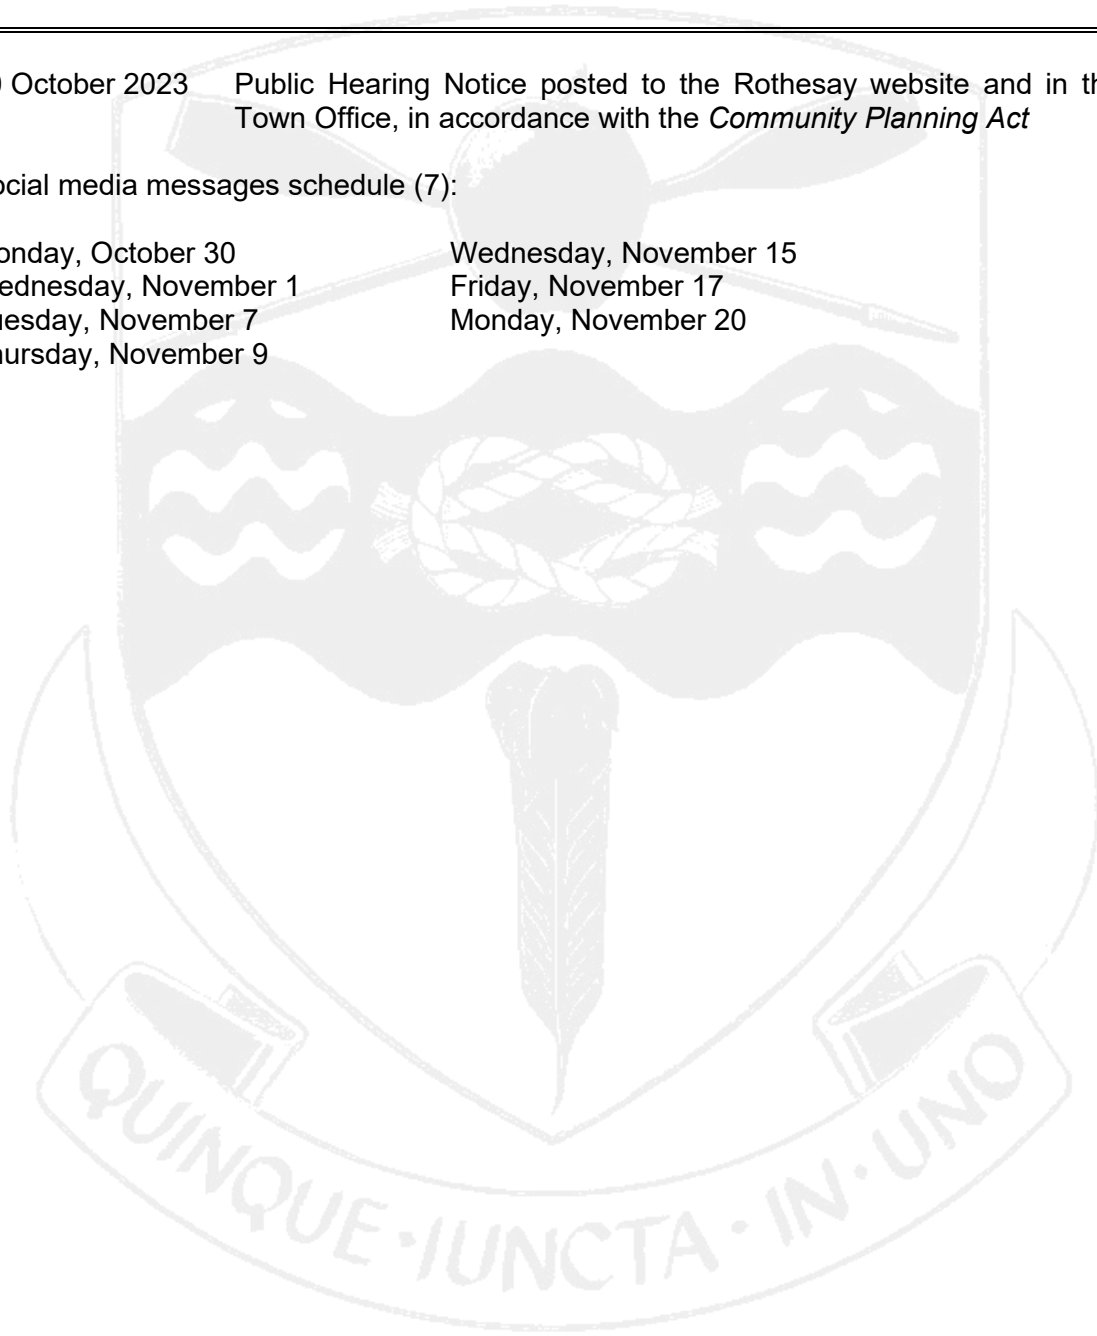 October 2023 Public Hearing Notice posted to the Rothesay website and in th
Town Office, in accordance with the Community Planning Act
ocial media messages schedule (7):
onday, October 30 Wednesday, November 15
ednesday, November 1 Friday, November 17
uesday, November 7 Monday, November 20
hursday, November 9
QUINQUE·IUNCTA·IN·UNO